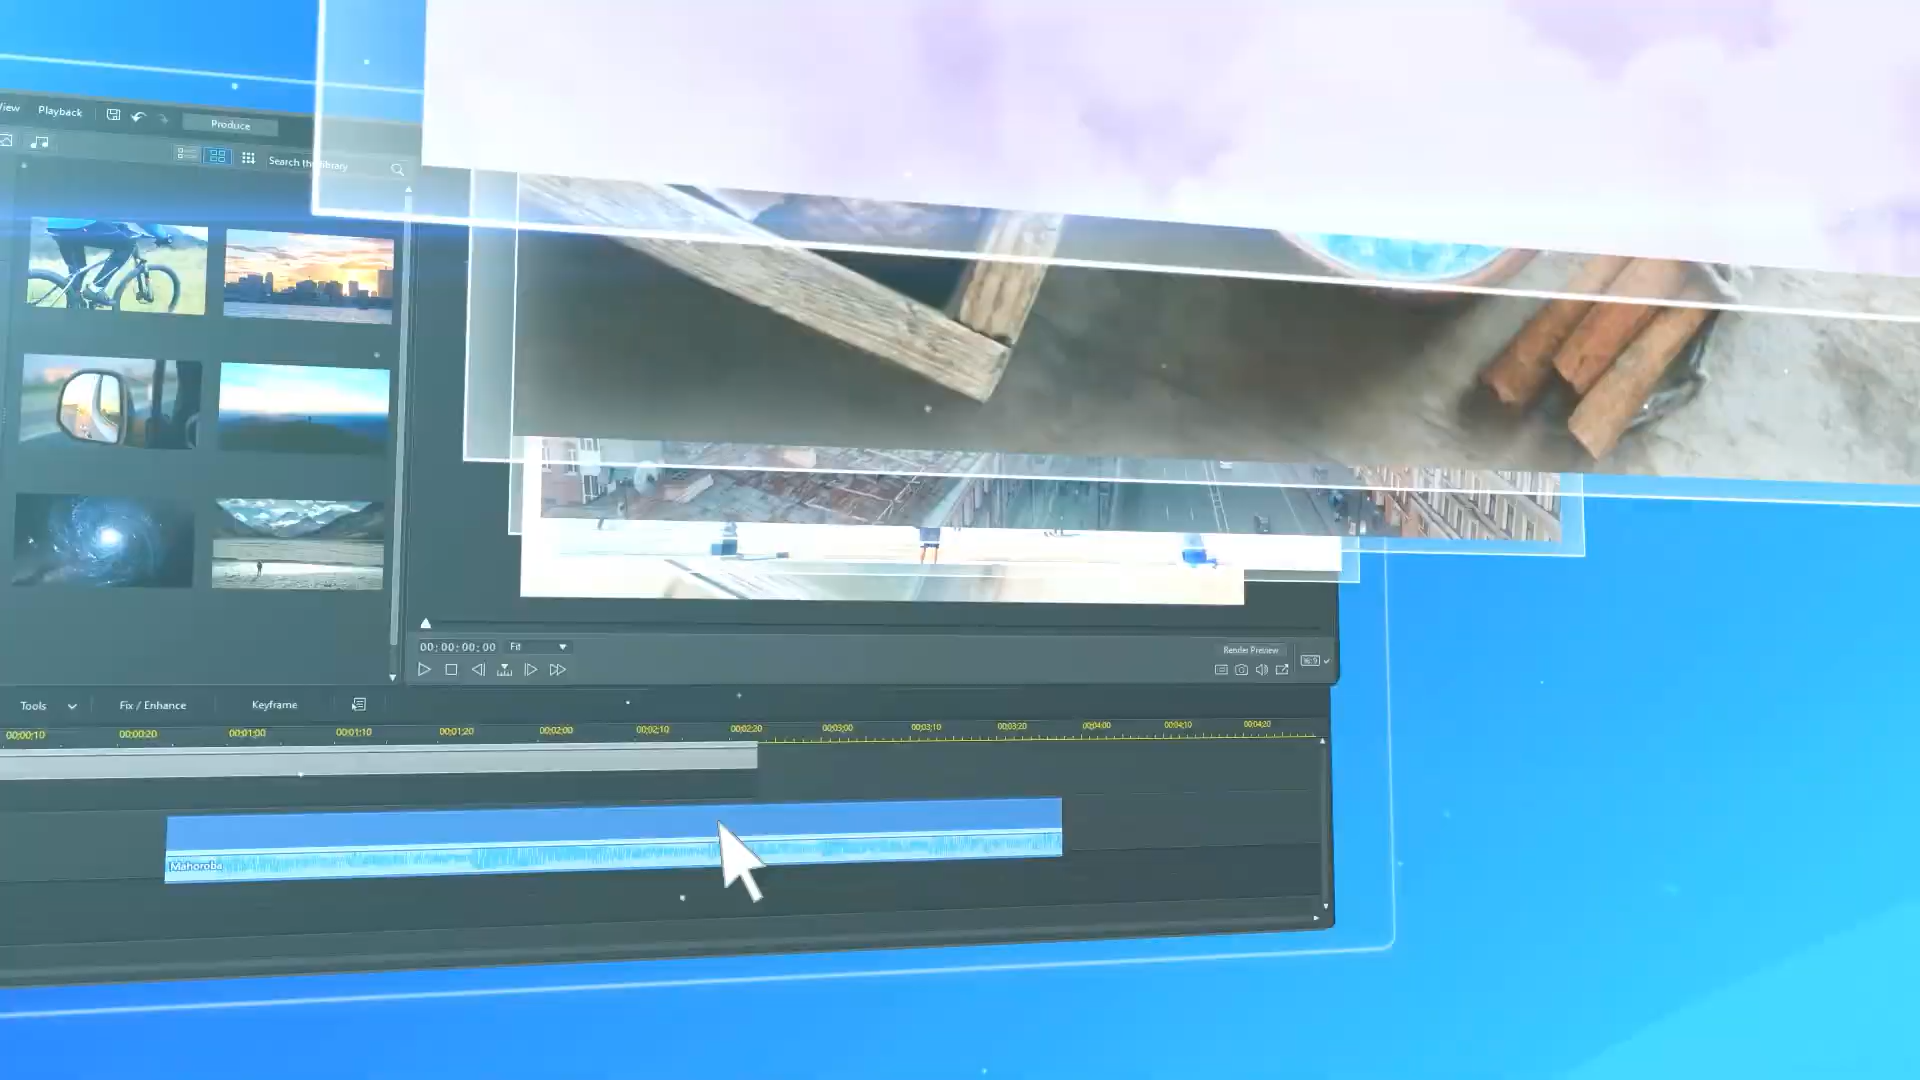 View Playback
Produce
Search the library
00;00;00;00 Fit
Render Preview
16:9
Tools Fix / Enhance Keyframe
00;00;10 00;00;20 00;01;00 00;01;10 00;01;20 00;02;00 00;02;10 00;02;20 00;03;00 00;03;10 00;03;20 00;04;00 00;04;10 00;04;20
Mahoroba